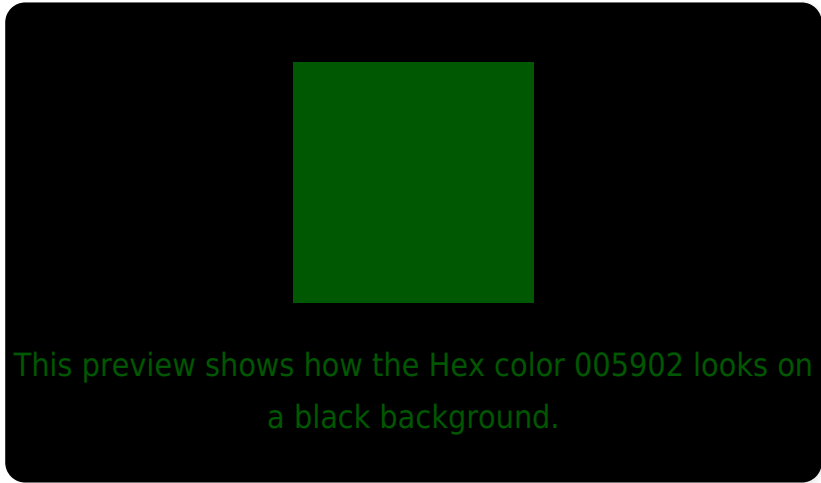 This preview shows how the Hex color 005902 looks on
a black background.